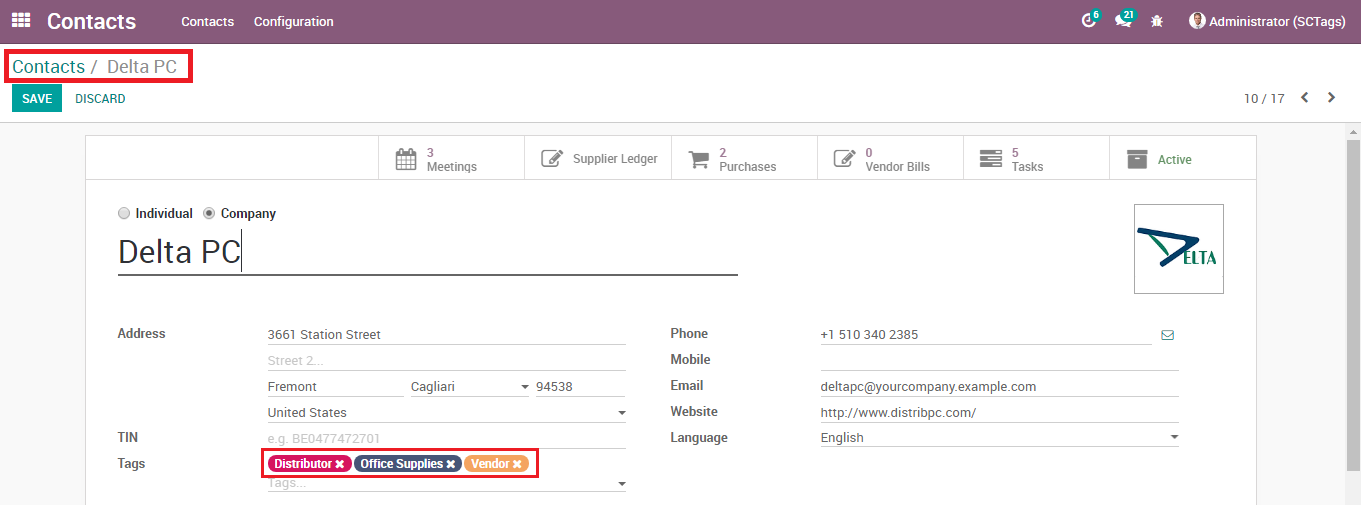 Contacts Contacts Configuration 6 21 Administrator (SCTags)
Contacts / Delta PC
SAVE DISCARD 10 / 17
3 Meetings
Supplier Ledger
2 Purchases
0 Vendor Bills
5 Tasks
Active
Individual Company
Delta PC
ELTA
Address 3661 Station Street
Street 2...
Fremont Cagliari 94538
United States
TIN e.g. BE0477472701
Tags Distributor Office Supplies Vendor
Tags...
Phone +1 510 340 2385
Mobile
Email deltapc@yourcompany.example.com
Website http://www.distribpc.com/
Language English